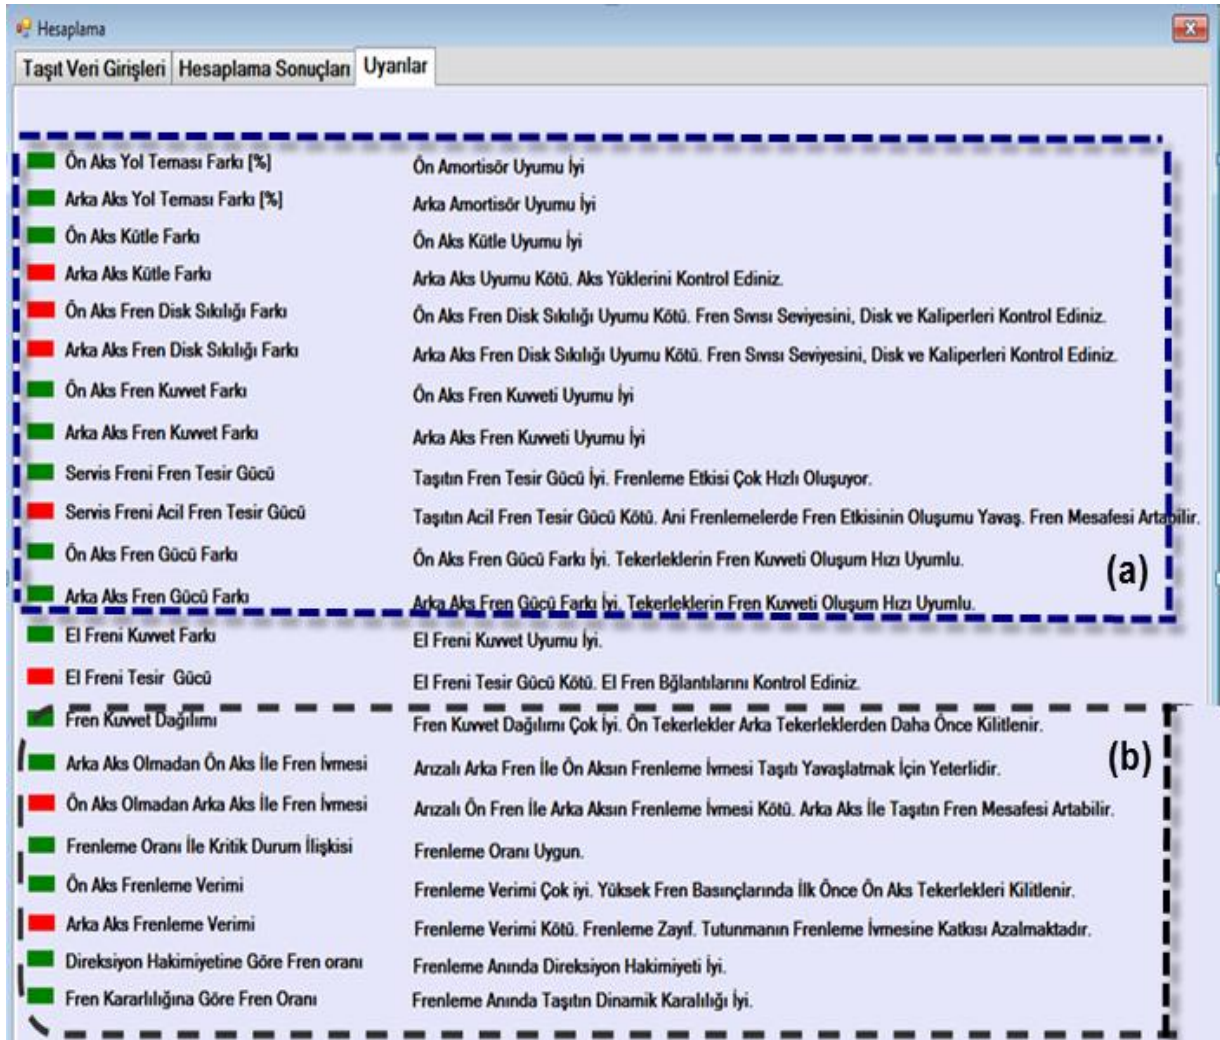 Hesaplama
Taşıt Veri Girişleri Hesaplama Sonuçları Uyarılar
Ön Aks Yol Teması Farkı [%] Ön Amortisör Uyumu İyi
Arka Aks Yol Teması Farkı [%] Arka Amortisör Uyumu İyi
Ön Aks Kütle Farkı Ön Aks Kütle Uyumu İyi
Arka Aks Kütle Farkı Arka Aks Uyumu Kötü. Aks Yüklerini Kontrol Ediniz.
Ön Aks Fren Disk Sıkılığı Farkı Ön Aks Fren Disk Sıkılığı Uyumu Kötü. Fren Sıvısı Seviyesini, Disk ve Kaliperleri Kontrol Ediniz.
Arka Aks Fren Disk Sıkılığı Farkı Arka Aks Fren Disk Sıkılığı Uyumu Kötü. Fren Sıvısı Seviyesini, Disk ve Kaliperleri Kontrol Ediniz.
Ön Aks Fren Kuvvet Farkı Ön Aks Fren Kuvveti Uyumu İyi
Arka Aks Fren Kuvvet Farkı Arka Aks Fren Kuvveti Uyumu İyi
Servis Freni Fren Tesir Gücü Taşıtın Fren Tesir Gücü İyi. Frenleme Etkisi Çok Hızlı Oluşuyor.
Servis Freni Acil Fren Tesir Gücü Taşıtın Acil Fren Tesir Gücü Kötü. Ani Frenlemelerde Fren Etkisinin Oluşumu Yavaş. Fren Mesafesi Artabilir.
Ön Aks Fren Gücü Farkı Ön Aks Fren Gücü Farkı İyi. Tekerleklerin Fren Kuvveti Oluşum Hızı Uyumlu.
(a)
Arka Aks Fren Gücü Farkı Arka Aks Fren Gücü Farkı İyi. Tekerleklerin Fren Kuvveti Oluşum Hızı Uyumlu.
El Freni Kuvvet Farkı El Freni Kuvvet Uyumu İyi.
El Freni Tesir Gücü El Freni Tesir Gücü Kötü. El Fren Bğlantılarını Kontrol Ediniz.
Fren Kuvvet Dağılımı Fren Kuvvet Dağılımı Çok İyi. Ön Tekerlekler Arka Tekerleklerden Daha Önce Kilitlenir.
(b)
Arka Aks Olmadan Ön Aks İle Fren İvmesi Arızalı Arka Fren İle Ön Aksın Frenleme İvmesi Taşıtı Yavaşlatmak İçin Yeterlidir.
Ön Aks Olmadan Arka Aks İle Fren İvmesi Arızalı Ön Fren İle Arka Aksın Frenleme İvmesi Kötü. Arka Aks İle Taşıtın Fren Mesafesi Artabilir.
Frenleme Oranı İle Kritik Durum İlişkisi Frenleme Oranı Uygun.
Ön Aks Frenleme Verimi Frenleme Verimi Çok iyi. Yüksek Fren Basınçlarında İlk Önce Ön Aks Tekerlekleri Kilitlenir.
Arka Aks Frenleme Verimi Frenleme Verimi Kötü. Frenleme Zayıf. Tutunmanın Frenleme İvmesine Katkısı Azalmaktadır.
Direksiyon Hakimiyetine Göre Fren oranı Frenleme Anında Direksiyon Hakimiyeti İyi.
Fren Kararlılığına Göre Fren Oranı Frenleme Anında Taşıtın Dinamik Karalılığı İyi.